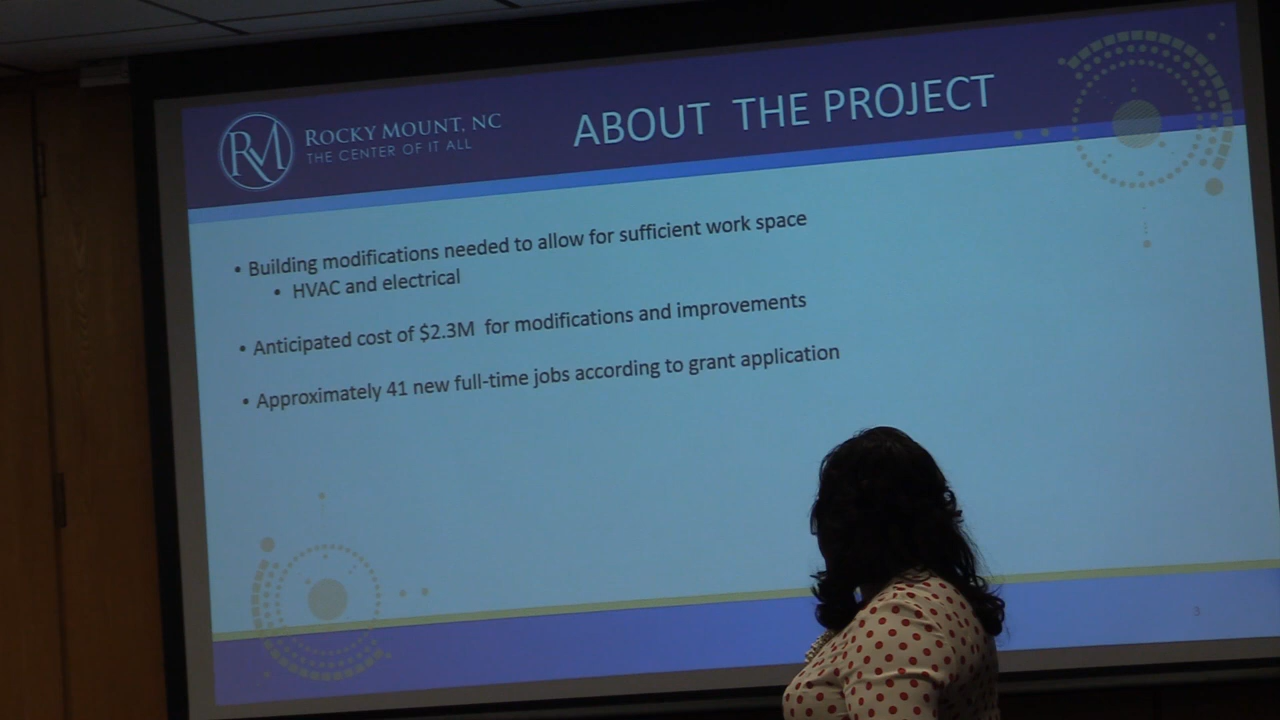 RM
ROCKY MOUNT, NC
THE CENTER OF IT ALL
ABOUT THE PROJECT
• Building modifications needed to allow for sufficient work space
• HVAC and electrical
• Anticipated cost of $2.3M for modifications and improvements
• Approximately 41 new full-time jobs according to grant application
3